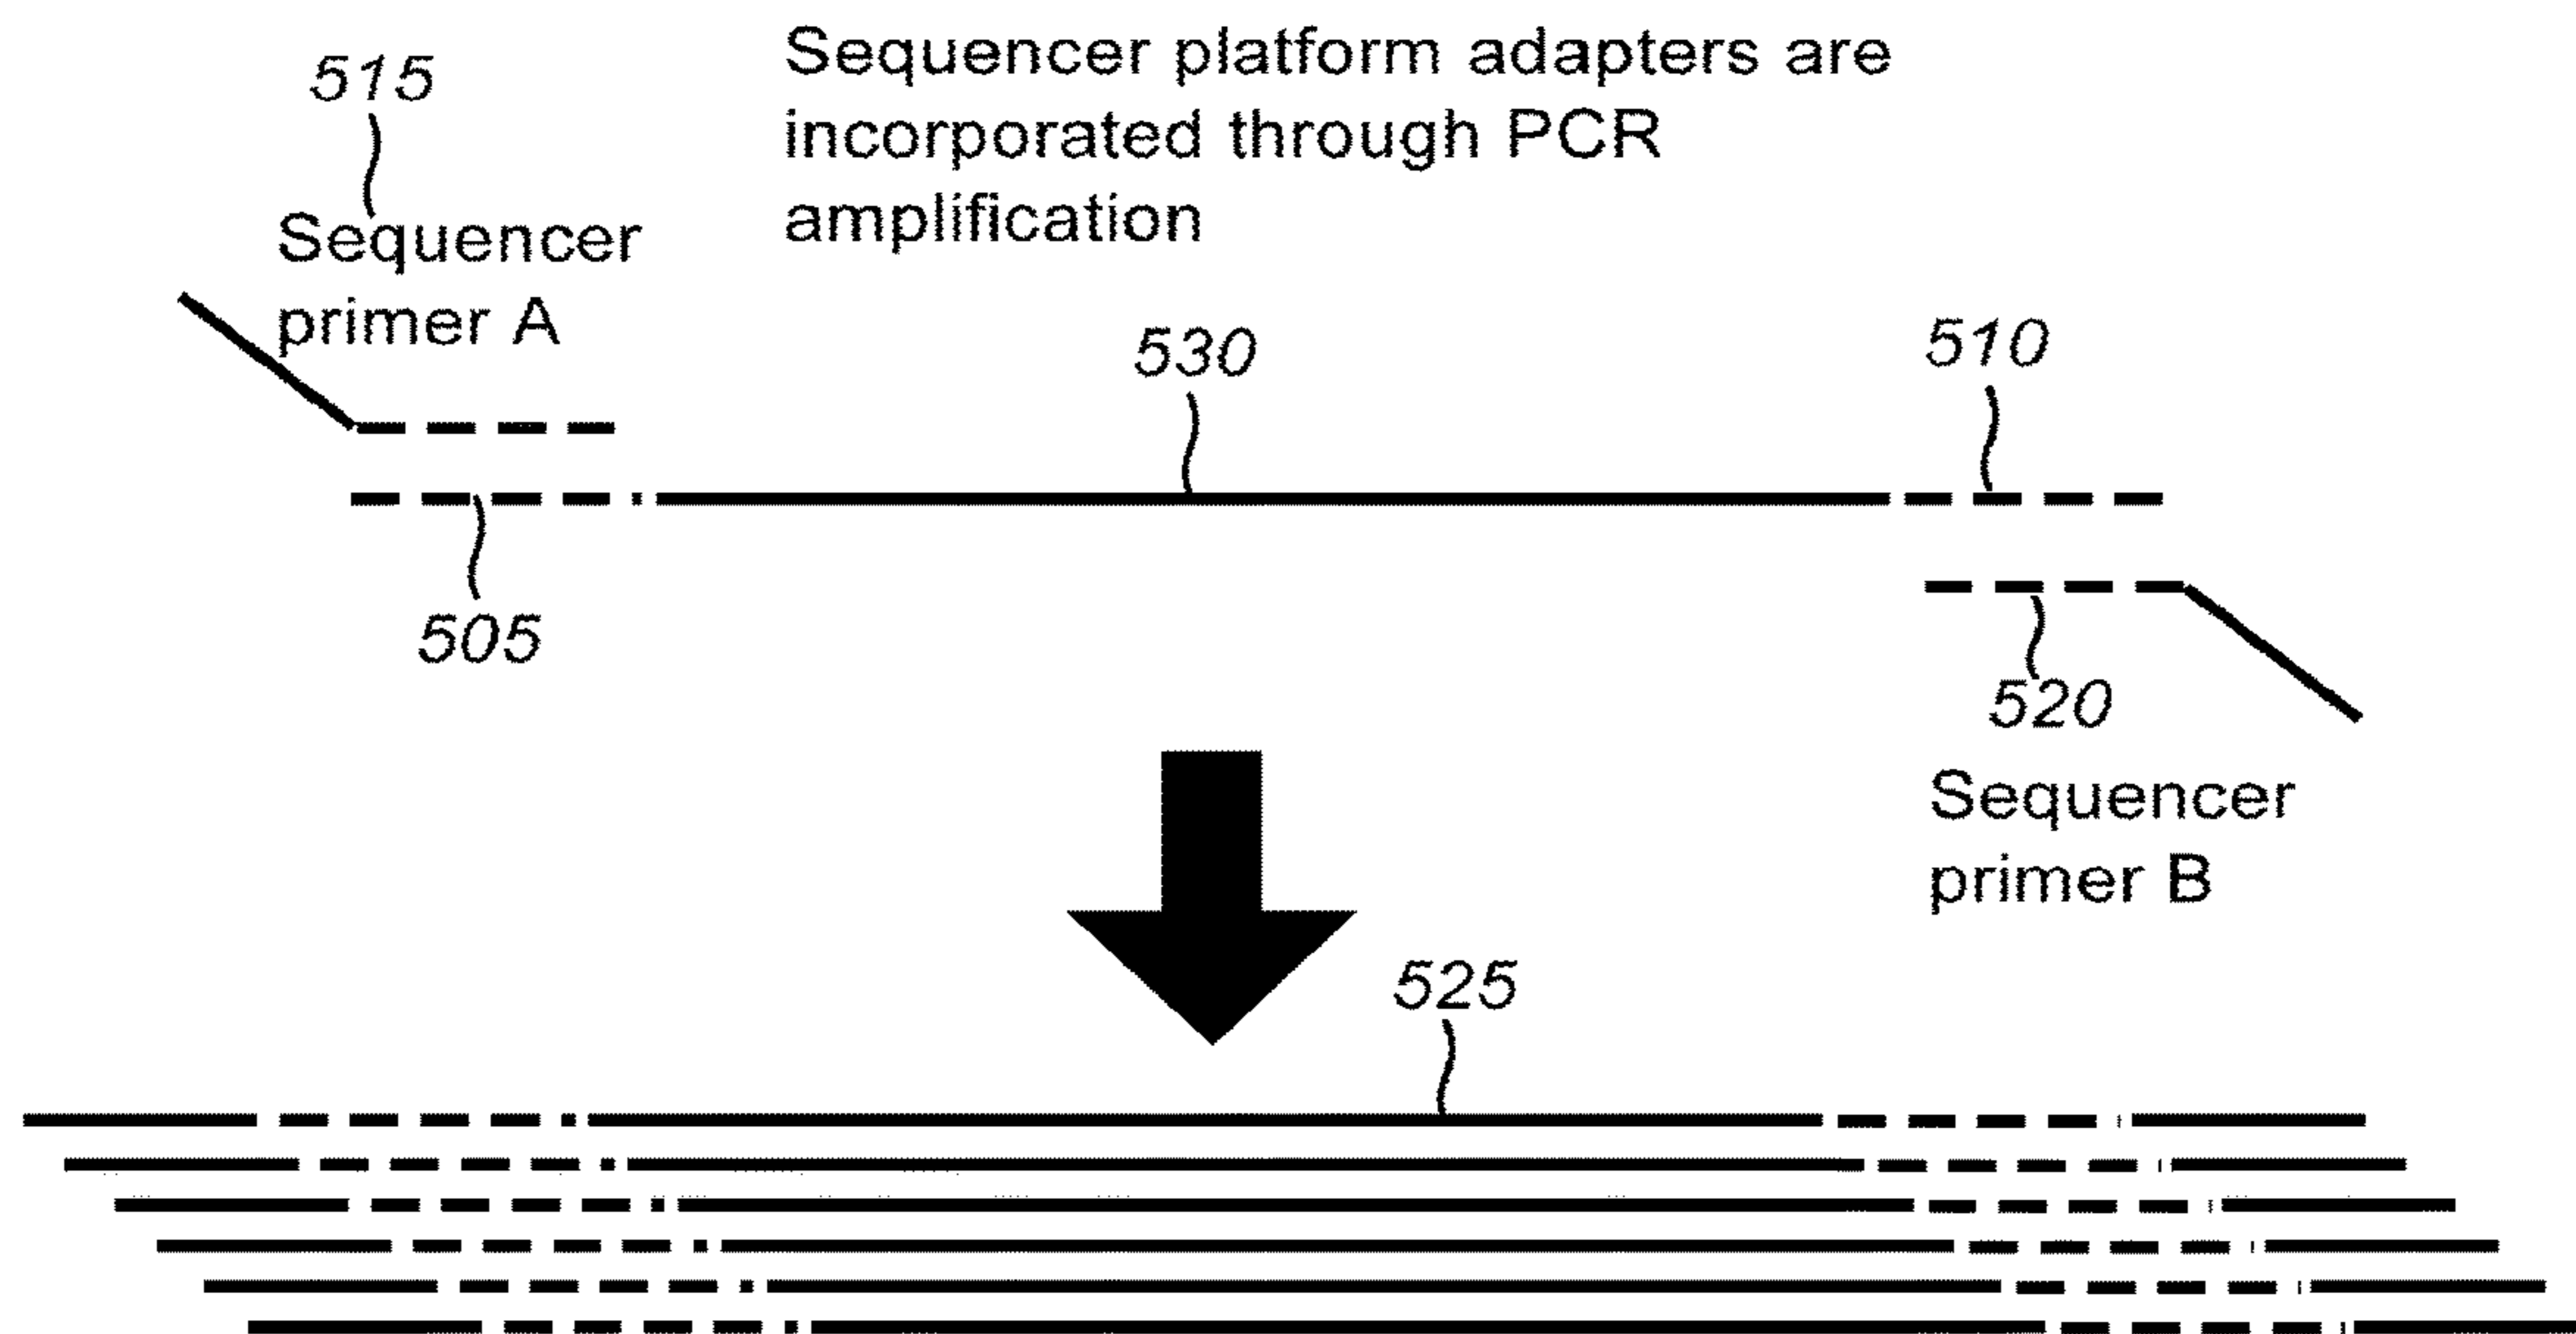 515
Sequencer platform adapters are
incorporated through PCR
amplification
Sequencer
primer A
530
510
505
520
Sequencer
primer B
525